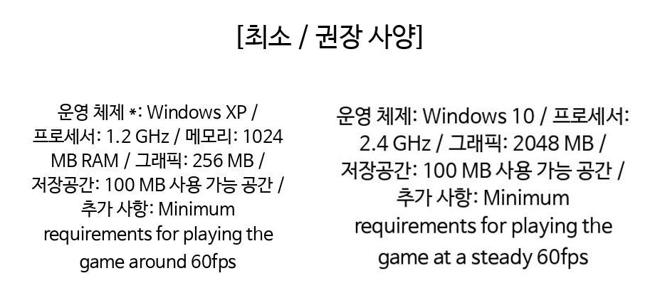 [최소 / 권장 사양]
운영 체제 *: Windows XP /
프로세서: 1.2 GHz / 메모리: 1024
MB RAM / 그래픽: 256 MB /
저장공간: 100 MB 사용 가능 공간 /
추가 사항: Minimum
requirements for playing the
game around 60fps
운영 체제: Windows 10 / 프로세서:
2.4 GHz / 그래픽: 2048 MB /
저장공간: 100 MB 사용 가능 공간 /
추가 사항: Minimum
requirements for playing the
game at a steady 60fps